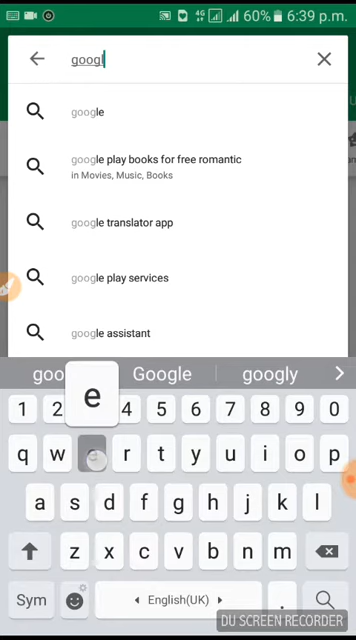 4G 60% 6:39 p.m.
googl
google
google play books for free romantic
in Movies, Music, Books
google translator app
google play services
google assistant
goo Google googly
e
1 2 4 5 6 7 8 9 0
q w e r t y u i o p
a s d f g h j k l
z x c v b n m
Sym English(UK) .
DU SCREEN RECORDER